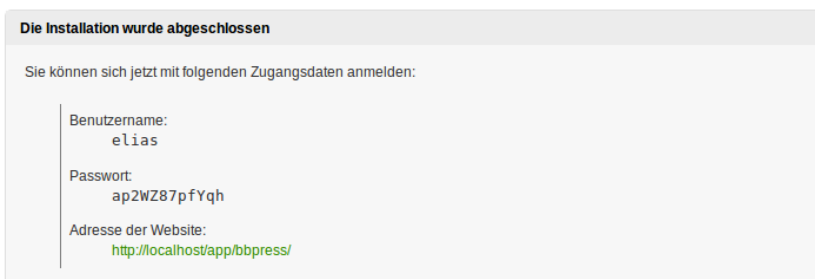 Die Installation wurde abgeschlossen
Sie können sich jetzt mit folgenden Zugangsdaten anmelden:
Benutzername:
elias
Passwort:
ap2WZ87pfYqh
Adresse der Website:
http://localhost/app/bbpress/